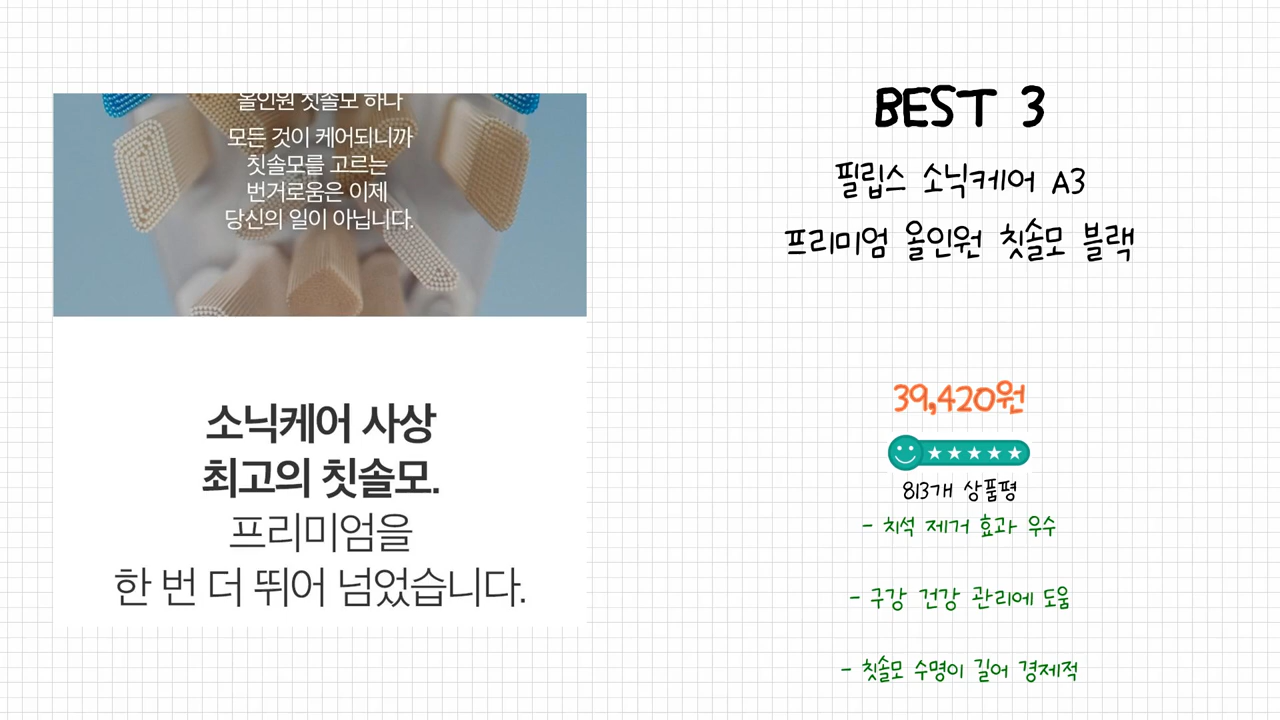 올인원 칫솔모 하나
모든 것이 케어되니까
칫솔모를 고르는
번거로움은 이제
당신의 일이 아닙니다.
소닉케어 사상
최고의 칫솔모.
프리미엄을
한 번 더 뛰어 넘었습니다.
BEST 3
필립스 소닉케어 A3
프리미엄 올인원 칫솔모 블랙
39,420원
813개 상품평
- 치석 제거 효과 우수
- 구강 건강 관리에 도움
- 칫솔모 수명이 길어 경제적